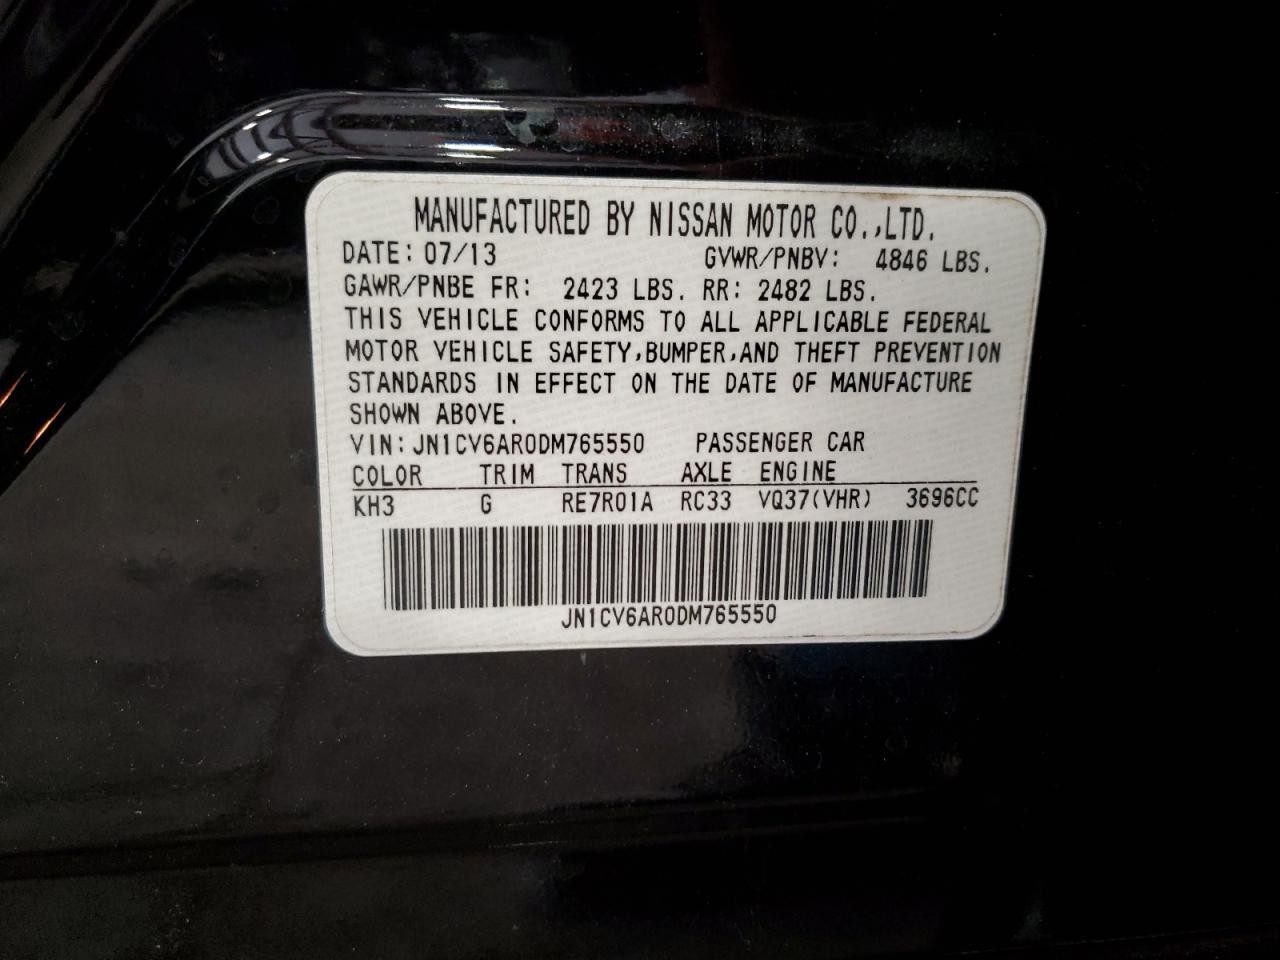 MANUFACTURED BY NISSAN MOTOR CO.,LTD.
DATE: 07/13 GVWR/PNBV: 4846 LBS.
GAWR/PNBE FR: 2423 LBS. RR: 2482 LBS.
THIS VEHICLE CONFORMS TO ALL APPLICABLE FEDERAL
MOTOR VEHICLE SAFETY,BUMPER,AND THEFT PREVENTION
STANDARDS IN EFFECT ON THE DATE OF MANUFACTURE
SHOWN ABOVE.
VIN: JN1CV6AR0DM765550 PASSENGER CAR
COLOR TRIM TRANS AXLE ENGINE
KH3 G RE7R01A RC33 VQ37(VHR) 3696CC
JN1CV6AR0DM765550